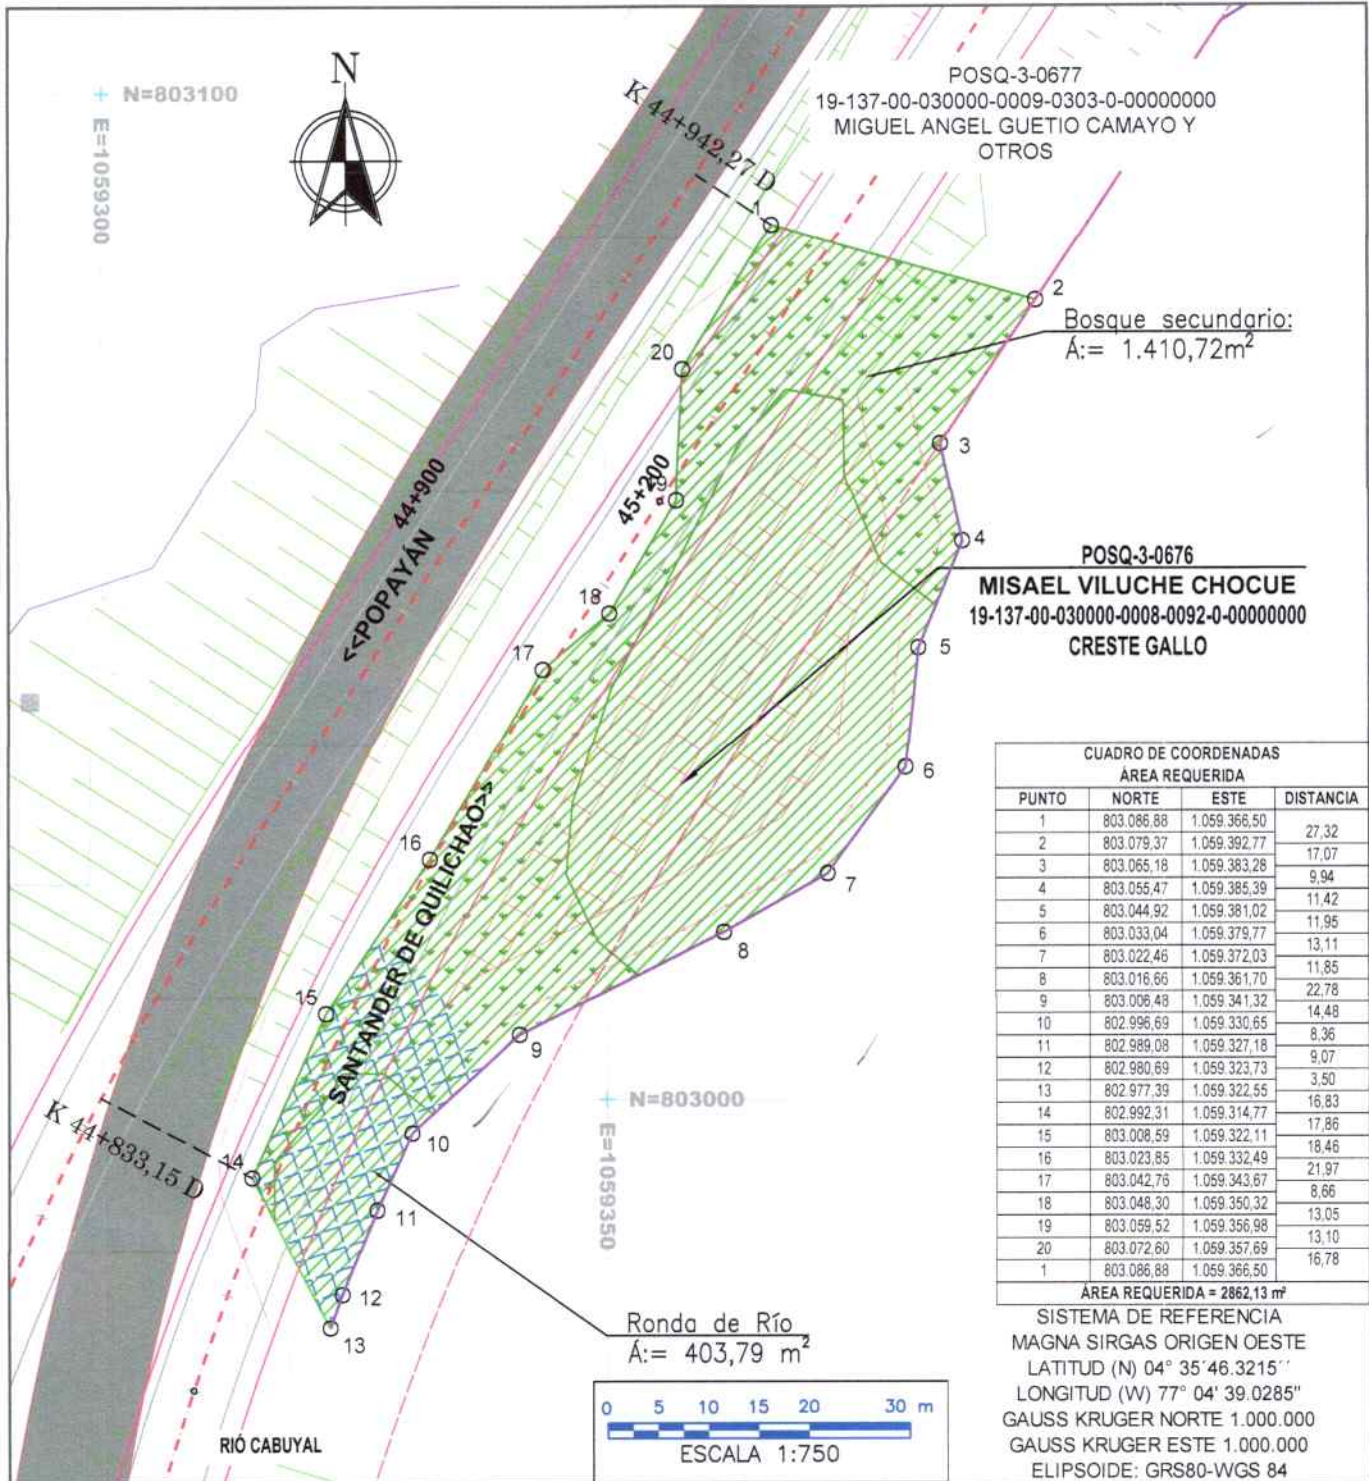 N
N=803100
E=1059300
K 44+942,27 D
POSQ-3-0677
19-137-00-030000-0009-0303-0-00000000
MIGUEL ANGEL GUETIO CAMAYO Y
OTROS
1
2
Bosque secundario:
Á:= 1.410,72m²
20
3
44+900
45+200
19
4
<<POPAYÁN
POSQ-3-0676
MISAEL VILUCHE CHOCUE
19-137-00-030000-0008-0092-0-00000000
CRESTE GALLO
18
5
17
6
16
SANTANDER DE QUILICHAO>>
7
8
15
9
N=803000
E=1059350
K 44+833,15 D
14
10
11
12
13
Ronda de Río
Á:= 403,79 m²
RIÓ CABUYAL
0 5 10 15 20 30 m
ESCALA 1:750
CUADRO DE COORDENADAS
ÁREA REQUERIDA
PUNTO NORTE ESTE DISTANCIA
1 803.086,88 1.059.366,50
27,32
2 803.079,37 1.059.392,77
17,07
3 803.065,18 1.059.383,28
9,94
4 803.055,47 1.059.385,39
11,42
5 803.044,92 1.059.381,02
11,95
6 803.033,04 1.059.379,77
13,11
7 803.022,46 1.059.372,03
11,85
8 803.016,66 1.059.361,70
22,78
9 803.006,48 1.059.341,32
14,48
10 802.996,69 1.059.330,65
8,36
11 802.989,08 1.059.327,18
9,07
12 802.980,69 1.059.323,73
3,50
13 802.977,39 1.059.322,55
16,83
14 802.992,31 1.059.314,77
17,86
15 803.008,59 1.059.322,11
18,46
16 803.023,85 1.059.332,49
21,97
17 803.042,76 1.059.343,67
8,66
18 803.048,30 1.059.350,32
13,05
19 803.059,52 1.059.356,98
13,10
20 803.072,60 1.059.357,69
16,78
1 803.086,88 1.059.366,50
ÁREA REQUERIDA = 2862,13 m²
SISTEMA DE REFERENCIA
MAGNA SIRGAS ORIGEN OESTE
LATITUD (N) 04° 35´46.3215´´
LONGITUD (W) 77° 04' 39.0285"
GAUSS KRUGER NORTE 1.000.000
GAUSS KRUGER ESTE 1.000.000
ELIPSOIDE: GRS80-WGS 84